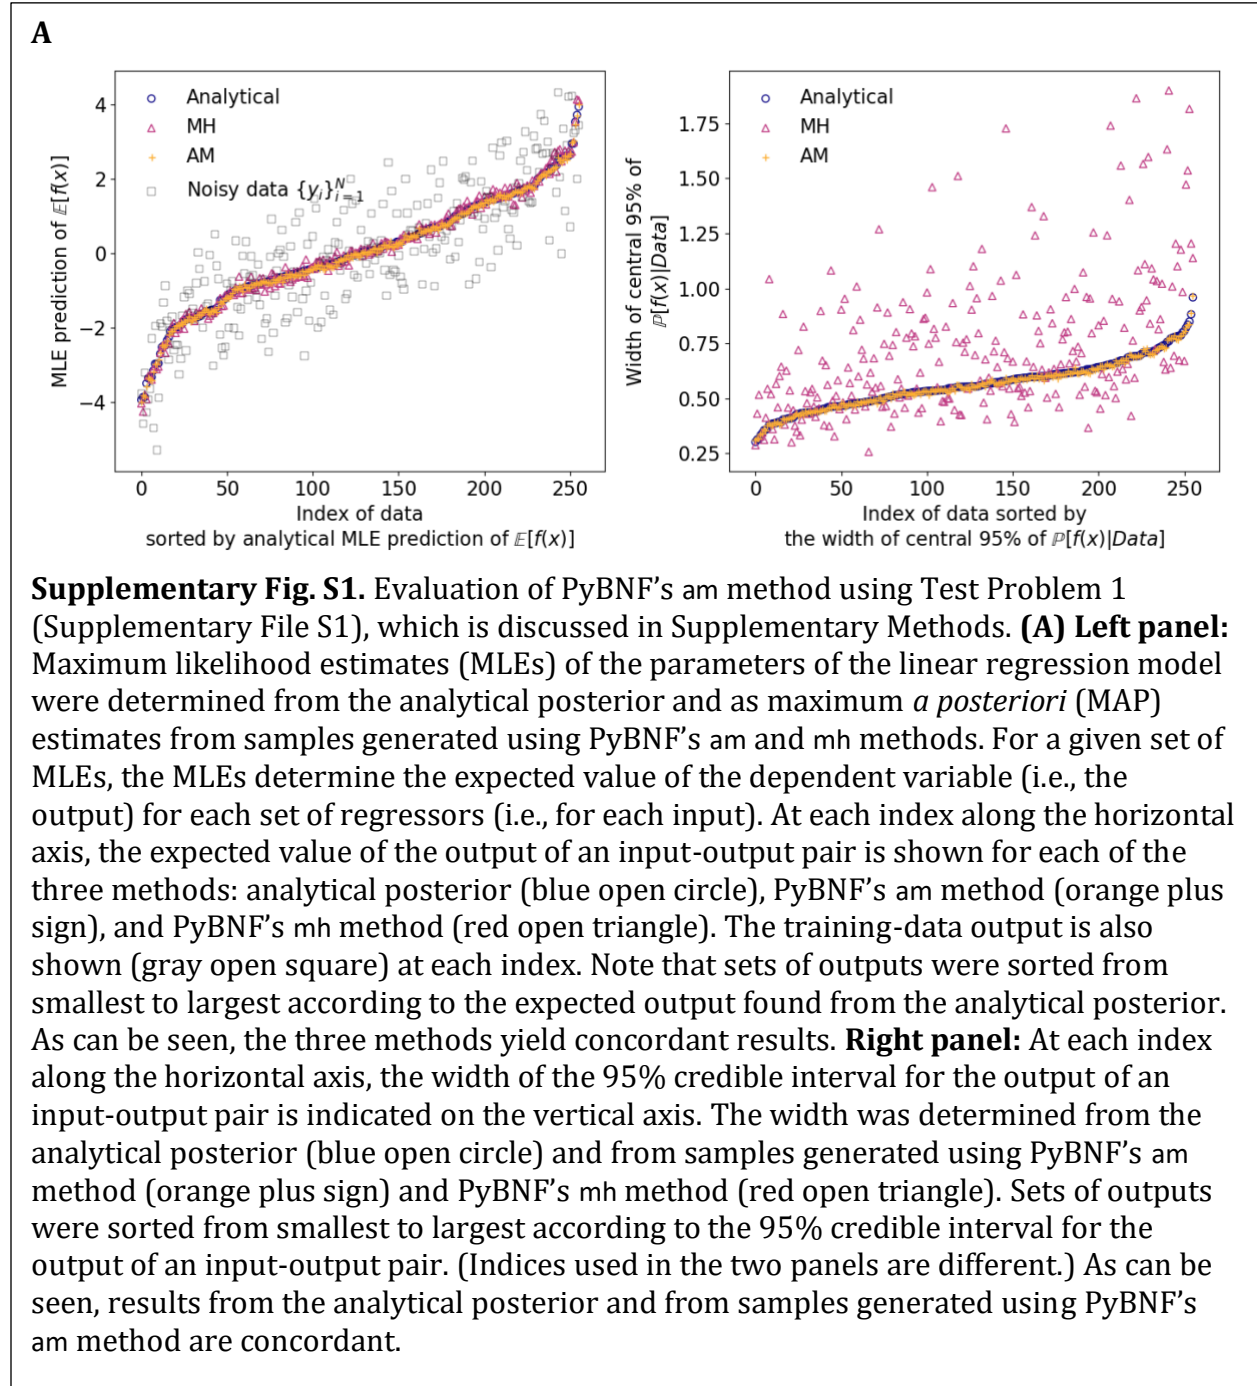 A
Analytical
MH
AM
Noisy data {y_i}_{i=1}^N
4
2
0
−2
−4
MLE prediction of 𝔼[f(x)]
0 50 100 150 200 250
Index of data
sorted by analytical MLE prediction of 𝔼[f(x)]
Analytical
MH
AM
1.75
1.50
1.25
1.00
0.75
0.50
0.25
Width of central 95% of
ℙ[f(x)|Data]
0 50 100 150 200 250
Index of data sorted by
the width of central 95% of ℙ[f(x)|Data]
Supplementary Fig. S1. Evaluation of PyBNF’s am method using Test Problem 1
(Supplementary File S1), which is discussed in Supplementary Methods. (A) Left panel:
Maximum likelihood estimates (MLEs) of the parameters of the linear regression model
were determined from the analytical posterior and as maximum a posteriori (MAP)
estimates from samples generated using PyBNF’s am and mh methods. For a given set of
MLEs, the MLEs determine the expected value of the dependent variable (i.e., the
output) for each set of regressors (i.e., for each input). At each index along the horizontal
axis, the expected value of the output of an input-output pair is shown for each of the
three methods: analytical posterior (blue open circle), PyBNF’s am method (orange plus
sign), and PyBNF’s mh method (red open triangle). The training-data output is also
shown (gray open square) at each index. Note that sets of outputs were sorted from
smallest to largest according to the expected output found from the analytical posterior.
As can be seen, the three methods yield concordant results. Right panel: At each index
along the horizontal axis, the width of the 95% credible interval for the output of an
input-output pair is indicated on the vertical axis. The width was determined from the
analytical posterior (blue open circle) and from samples generated using PyBNF’s am
method (orange plus sign) and PyBNF’s mh method (red open triangle). Sets of outputs
were sorted from smallest to largest according to the 95% credible interval for the
output of an input-output pair. (Indices used in the two panels are different.) As can be
seen, results from the analytical posterior and from samples generated using PyBNF’s
am method are concordant.